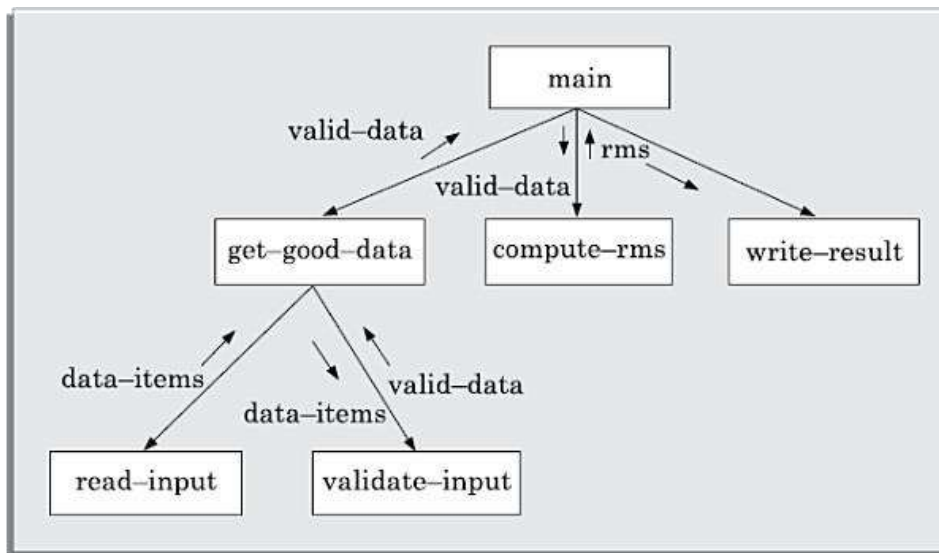 main
valid–data
rms
valid–data
get–good–data
compute–rms
write–result
data–items
valid–data
data–items
read–input
validate–input